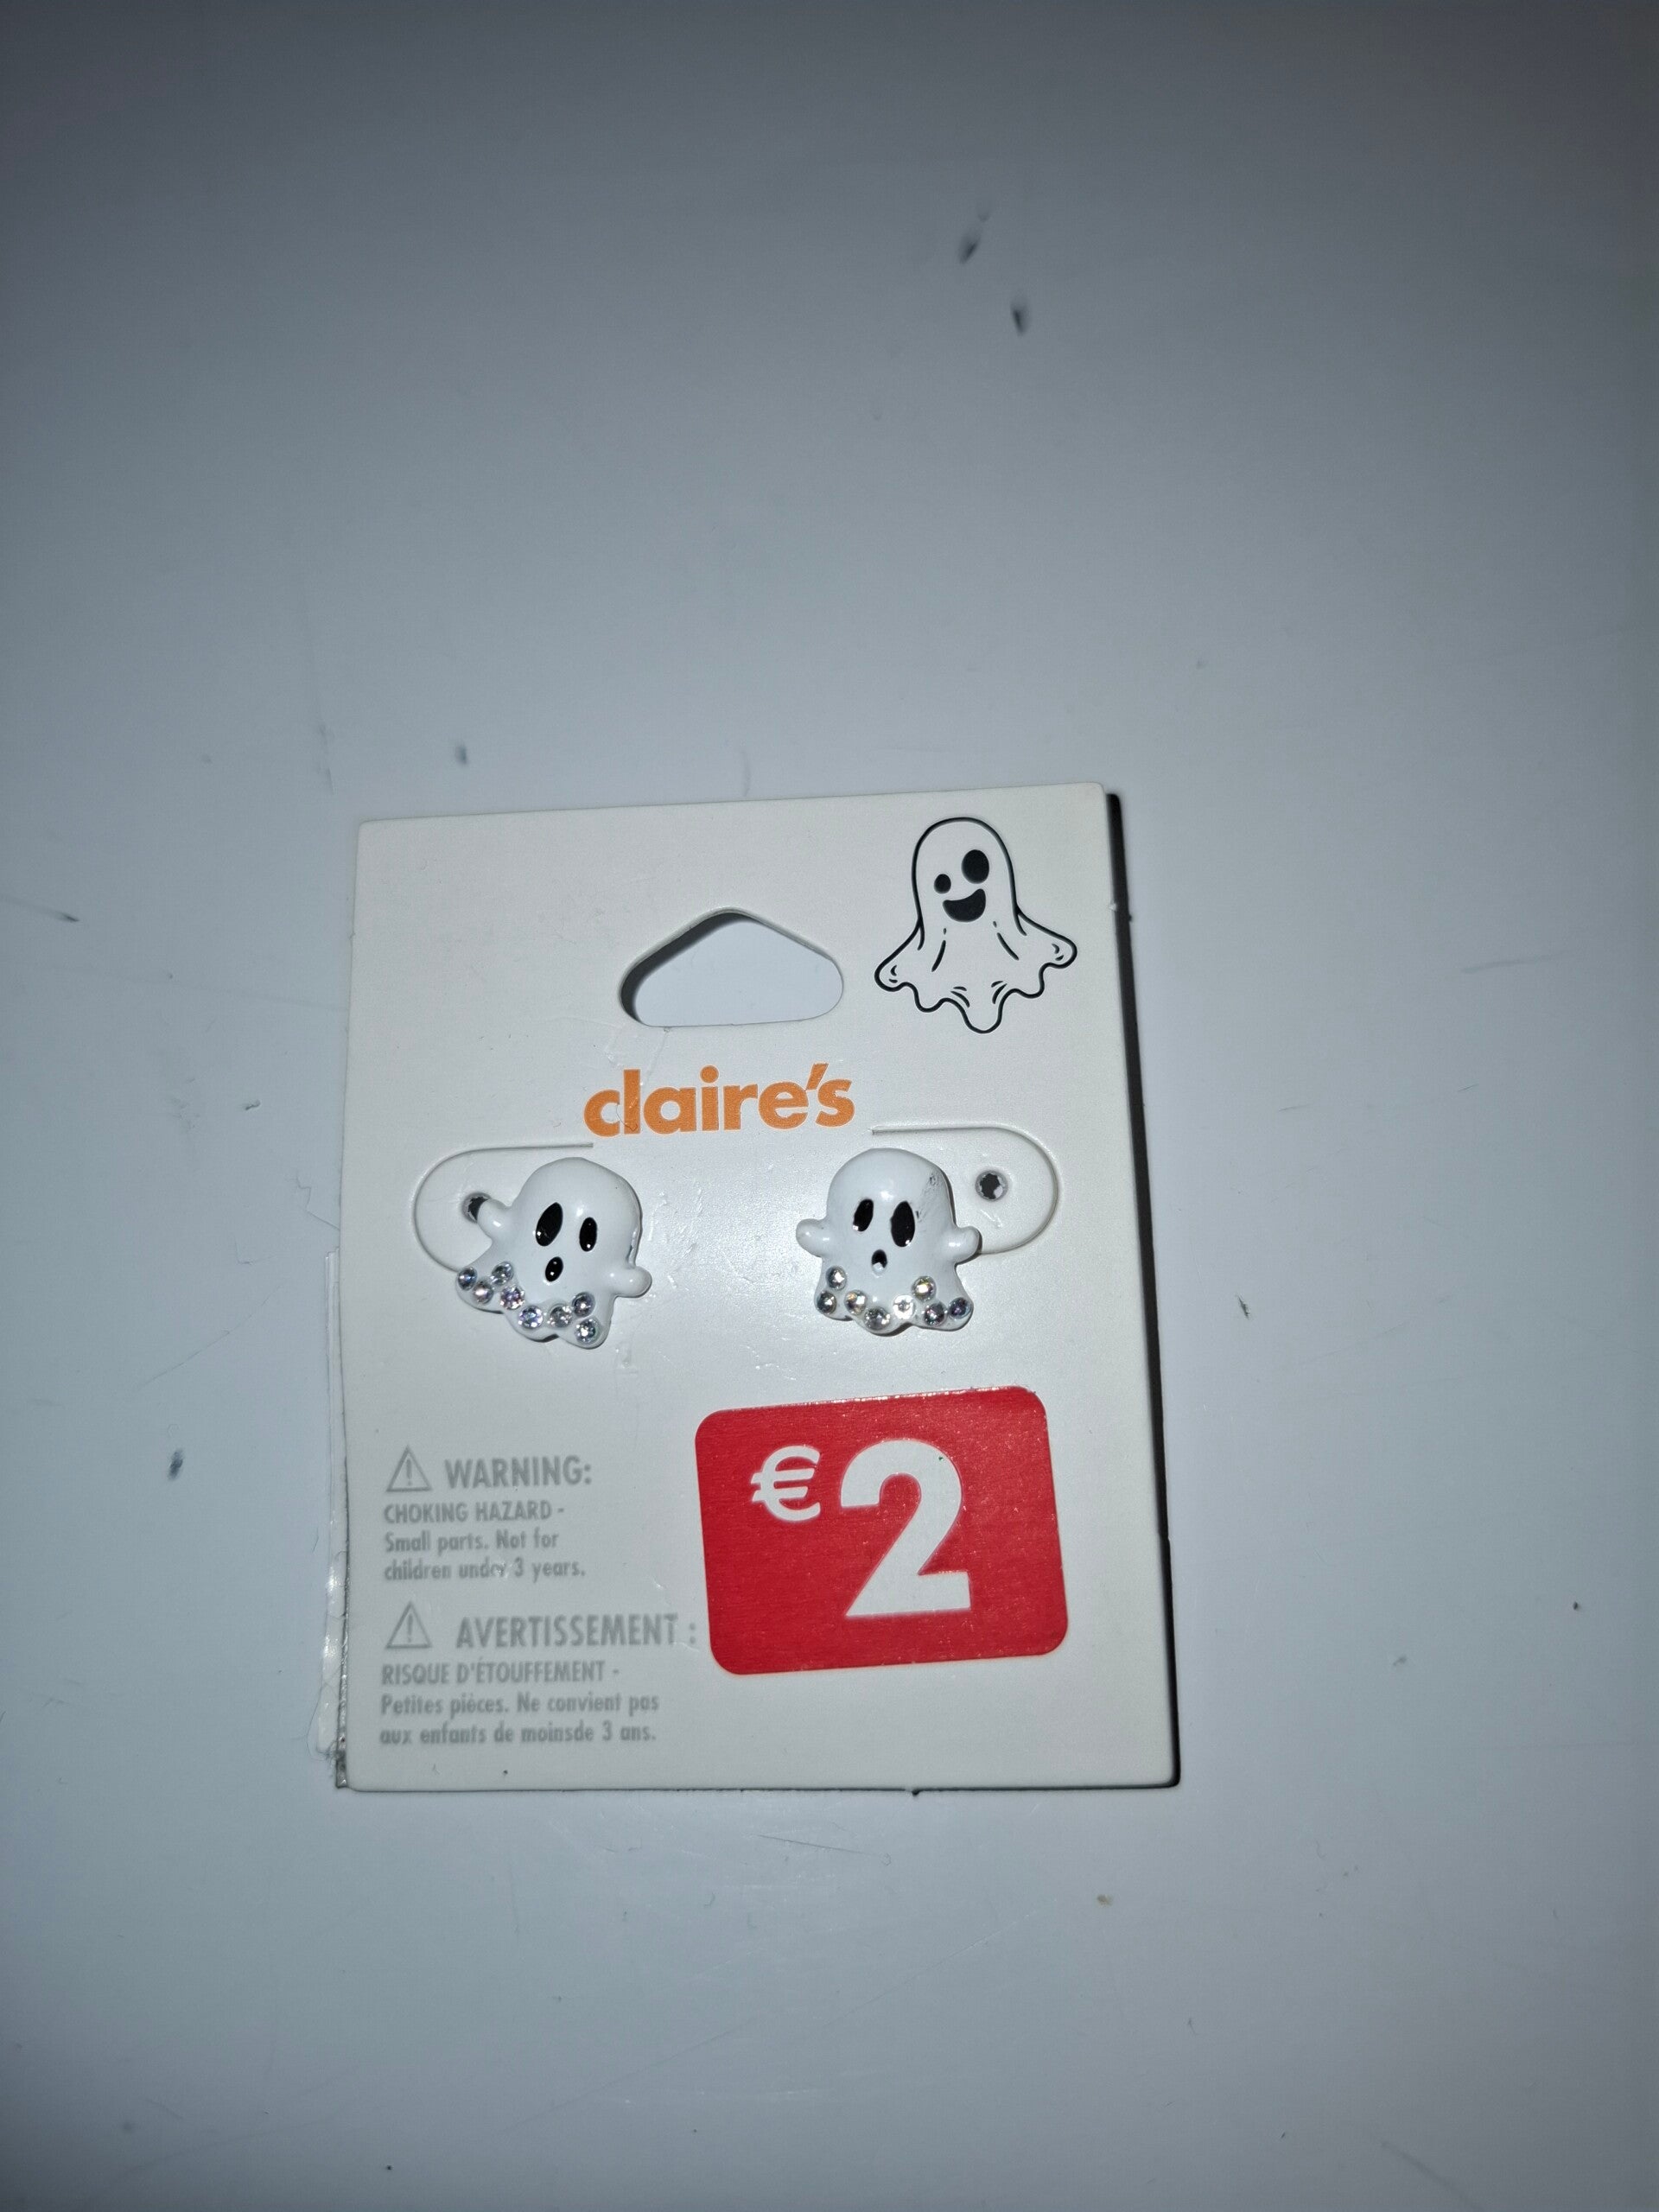 claire's
€2
WARNING:
CHOKING HAZARD -
Small parts. Not for
children under 3 years.
AVERTISSEMENT :
RISQUE D'ÉTOUFFEMENT -
Petites pièces. Ne convient pas
aux enfants de moinsde 3 ans.